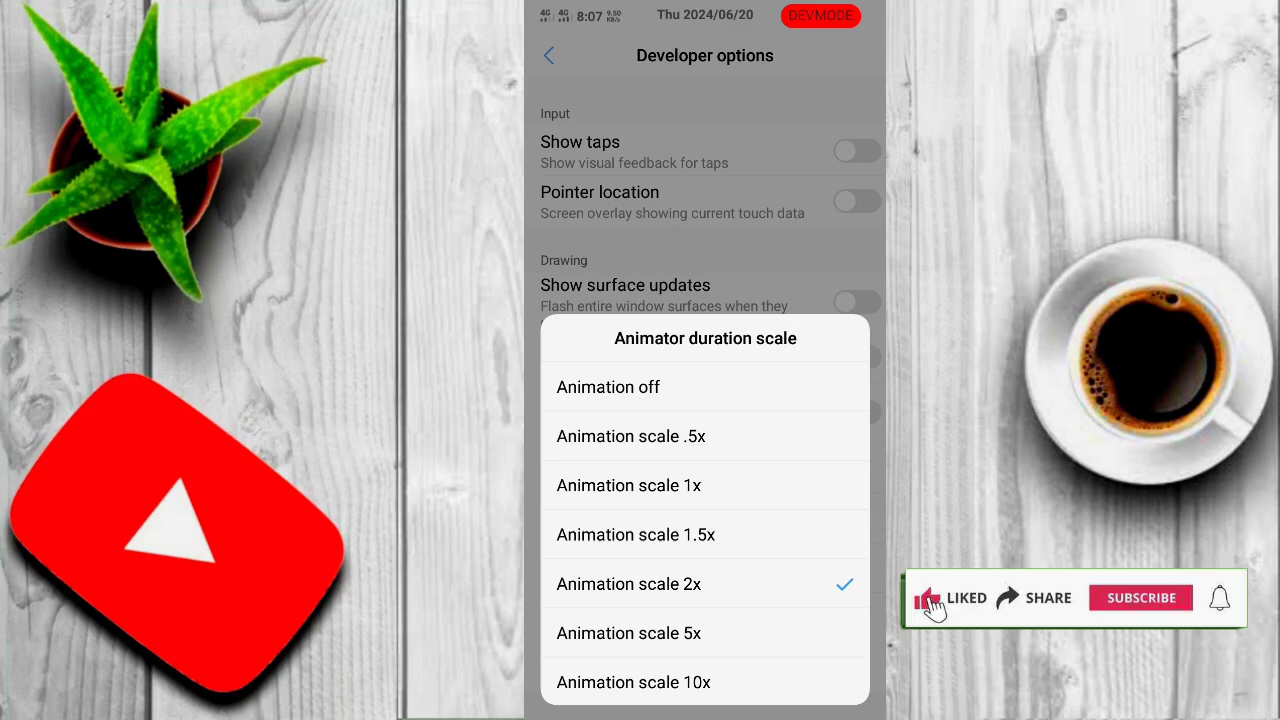 4G 4G 8:07 9.50 KB/s Thu 2024/06/20 DEVMODE
Developer options
Input
Show taps
Show visual feedback for taps
Pointer location
Screen overlay showing current touch data
Drawing
Show surface updates
Flash entire window surfaces when they
Animator duration scale
Animation off
Animation scale .5x
Animation scale 1x
Animation scale 1.5x
Animation scale 2x
Animation scale 5x
Animation scale 10x
LIKED SHARE SUBSCRIBE